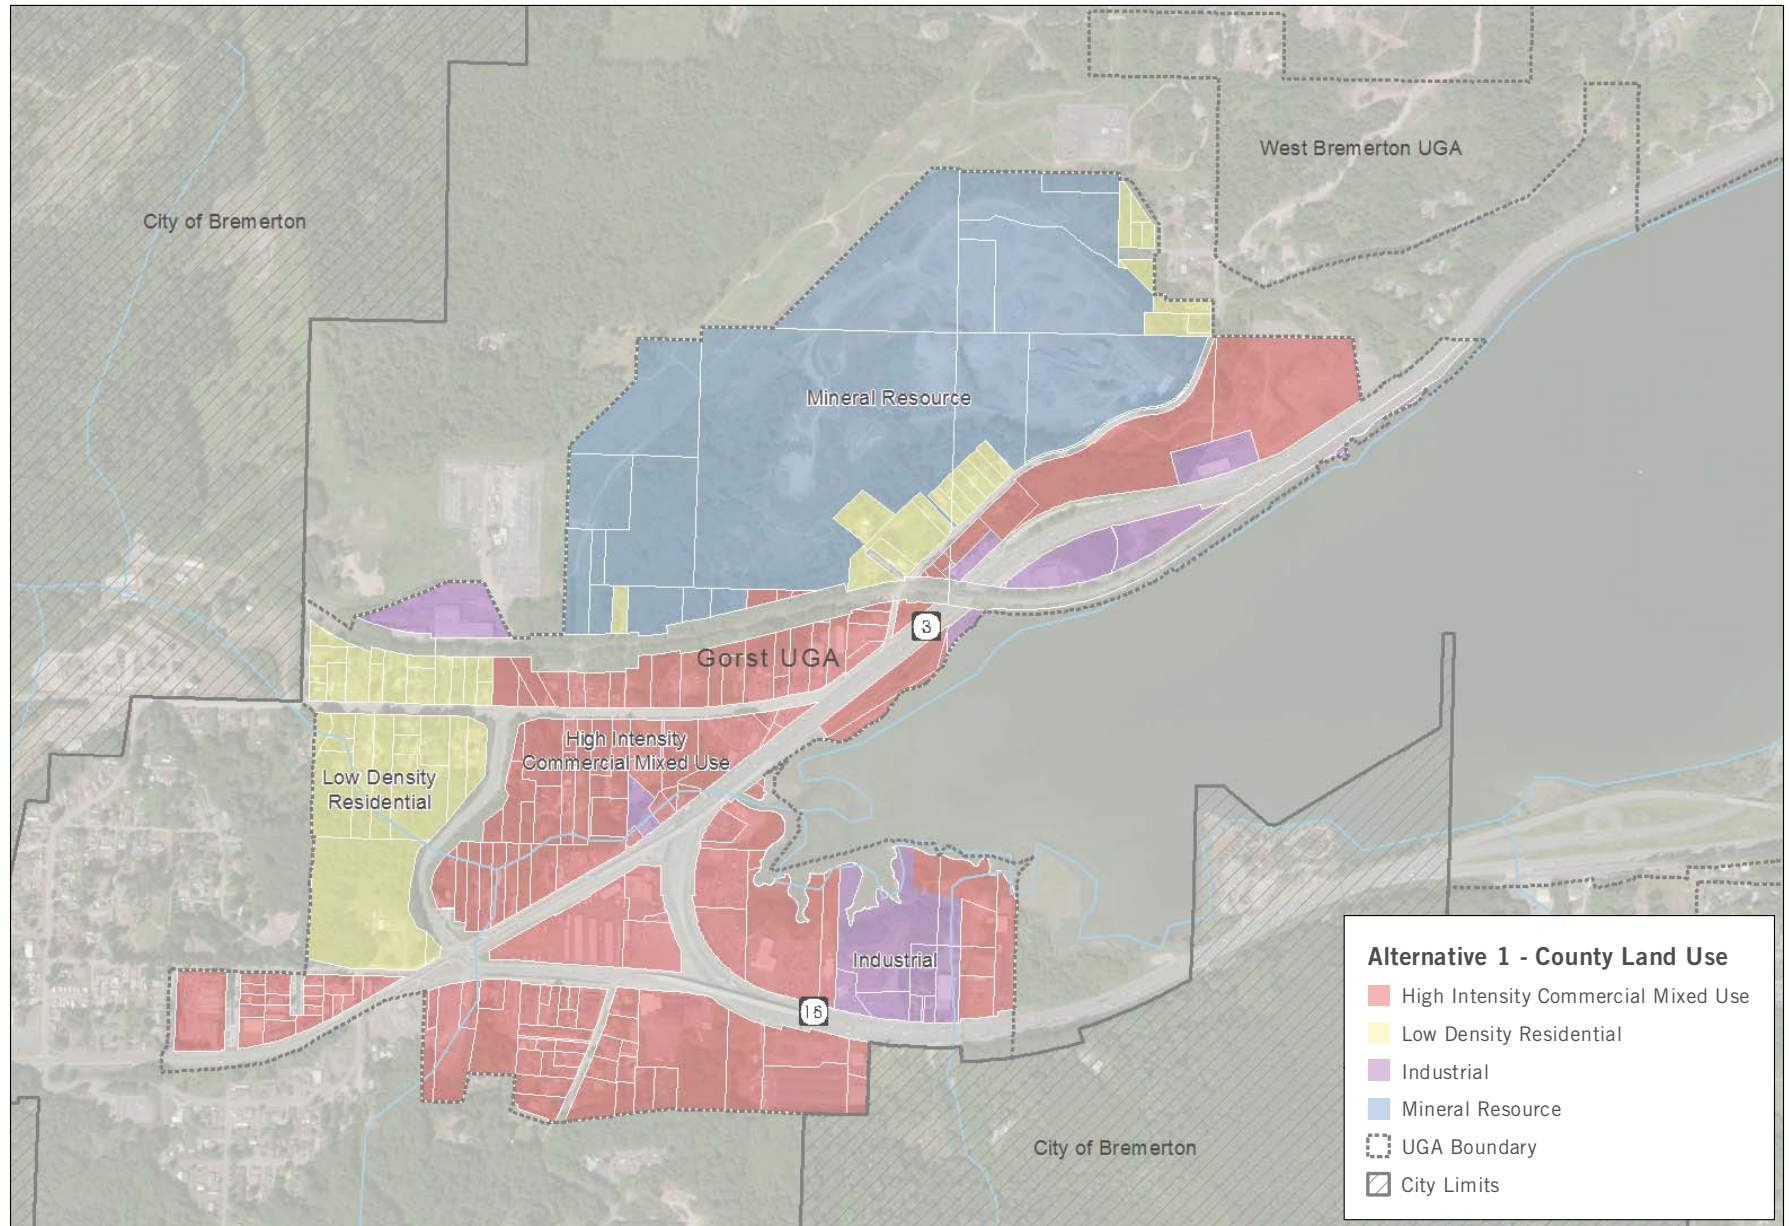 West Bremerton UGA
City of Bremerton
Mineral Resource
3
Gorst UGA
High Intensity
Commercial Mixed Use
Low Density
Residential
Industrial
16
City of Bremerton
Alternative 1 - County Land Use
High Intensity Commercial Mixed Use
Low Density Residential
Industrial
Mineral Resource
UGA Boundary
City Limits